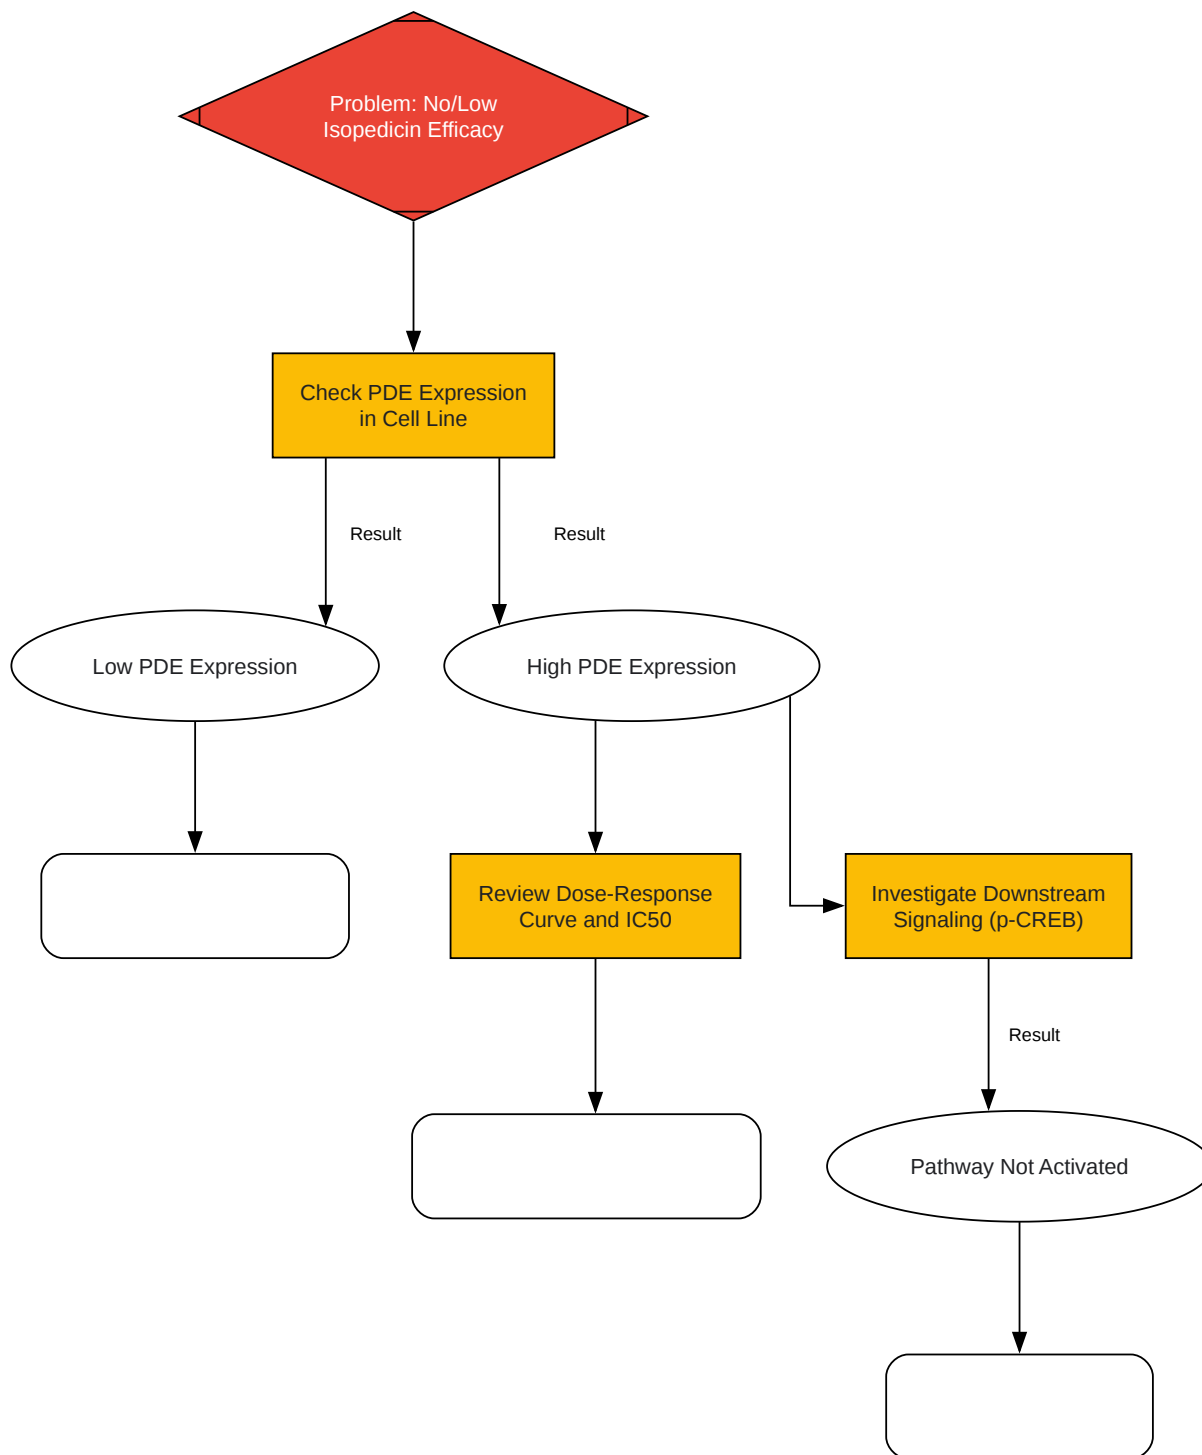 Problem: No/Low
Isopedicin Efficacy
Check PDE Expression
in Cell Line
Result
Result
Low PDE Expression
High PDE Expression
Review Dose-Response
Curve and IC50
Investigate Downstream
Signaling (p-CREB)
Result
Pathway Not Activated